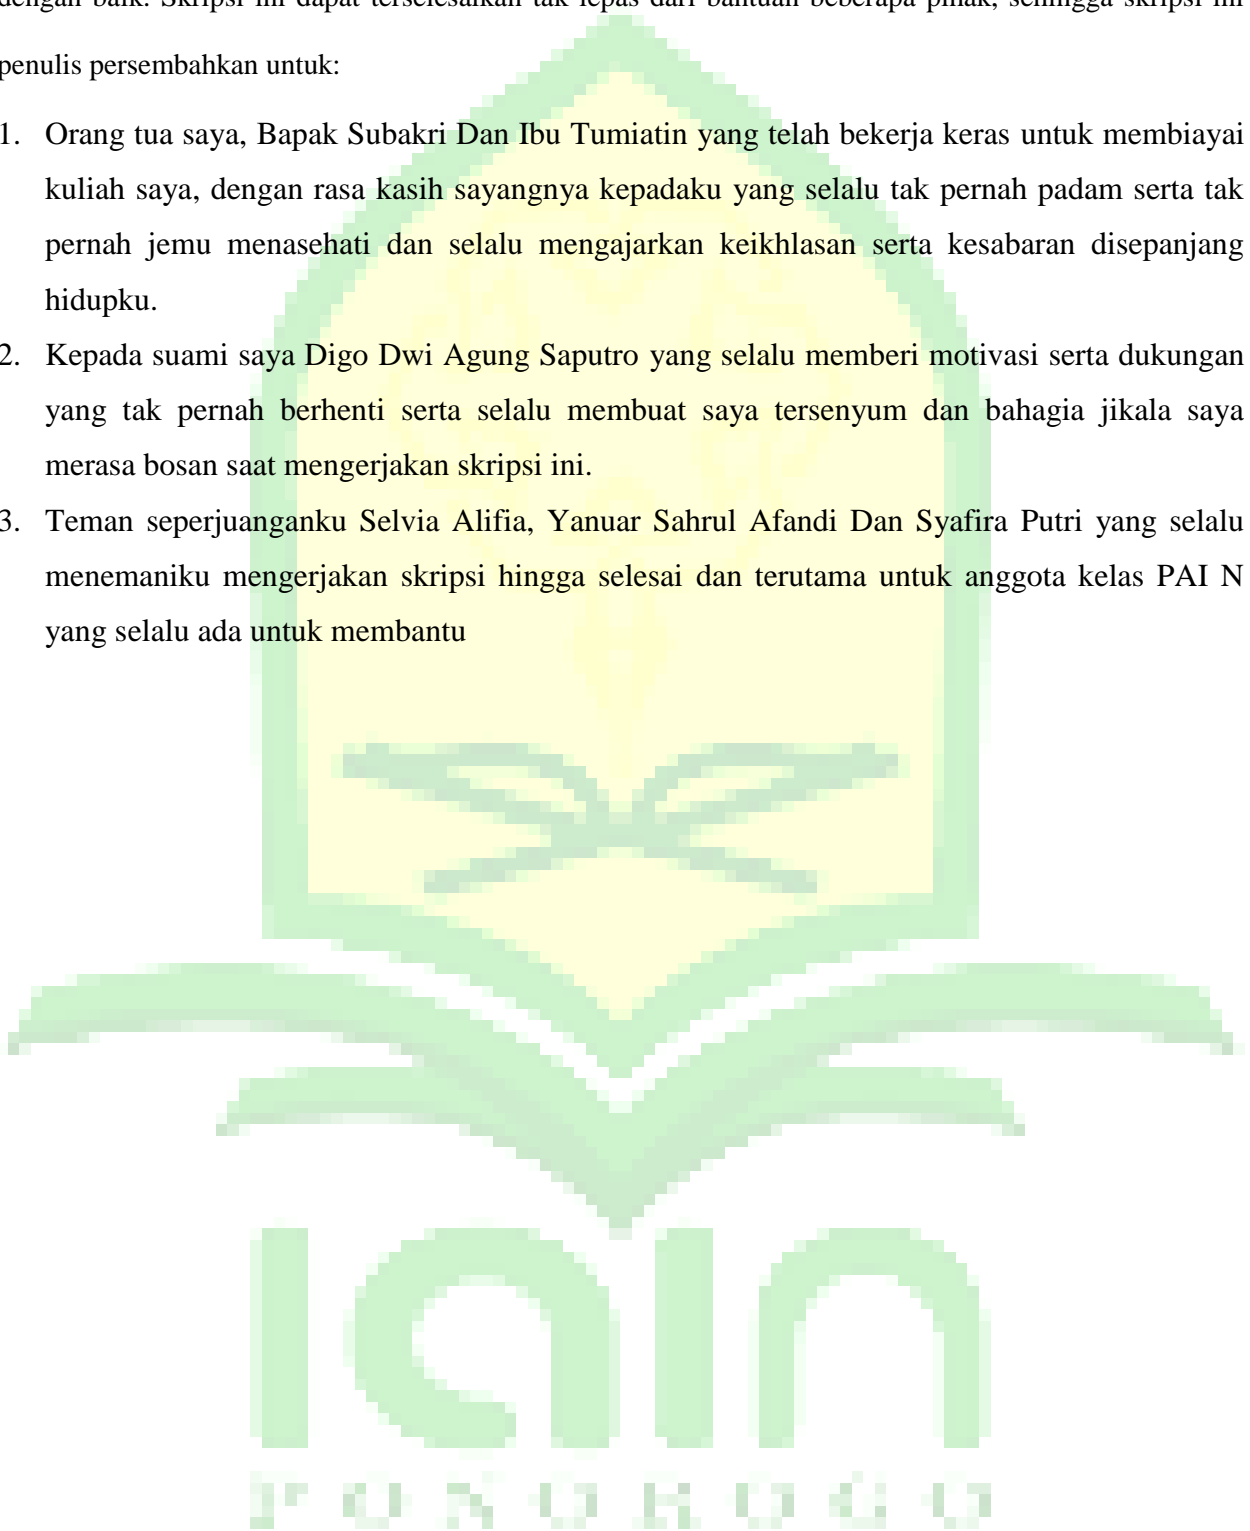 dengan baik. Skripsi ini dapat terselesaikan tak lepas dari bantuan beberapa pihak, sehingga skripsi ini
penulis persembahkan untuk:
1. Orang tua saya, Bapak Subakri Dan Ibu Tumiatin yang telah bekerja keras untuk membiayai
kuliah saya, dengan rasa kasih sayangnya kepadaku yang selalu tak pernah padam serta tak
pernah jemu menasehati dan selalu mengajarkan keikhlasan serta kesabaran disepanjang
hidupku.
2. Kepada suami saya Digo Dwi Agung Saputro yang selalu memberi motivasi serta dukungan
yang tak pernah berhenti serta selalu membuat saya tersenyum dan bahagia jikala saya
merasa bosan saat mengerjakan skripsi ini.
3. Teman seperjuanganku Selvia Alifia, Yanuar Sahrul Afandi Dan Syafira Putri yang selalu
menemaniku mengerjakan skripsi hingga selesai dan terutama untuk anggota kelas PAI N
yang selalu ada untuk membantu
IAIN
PONOROGO